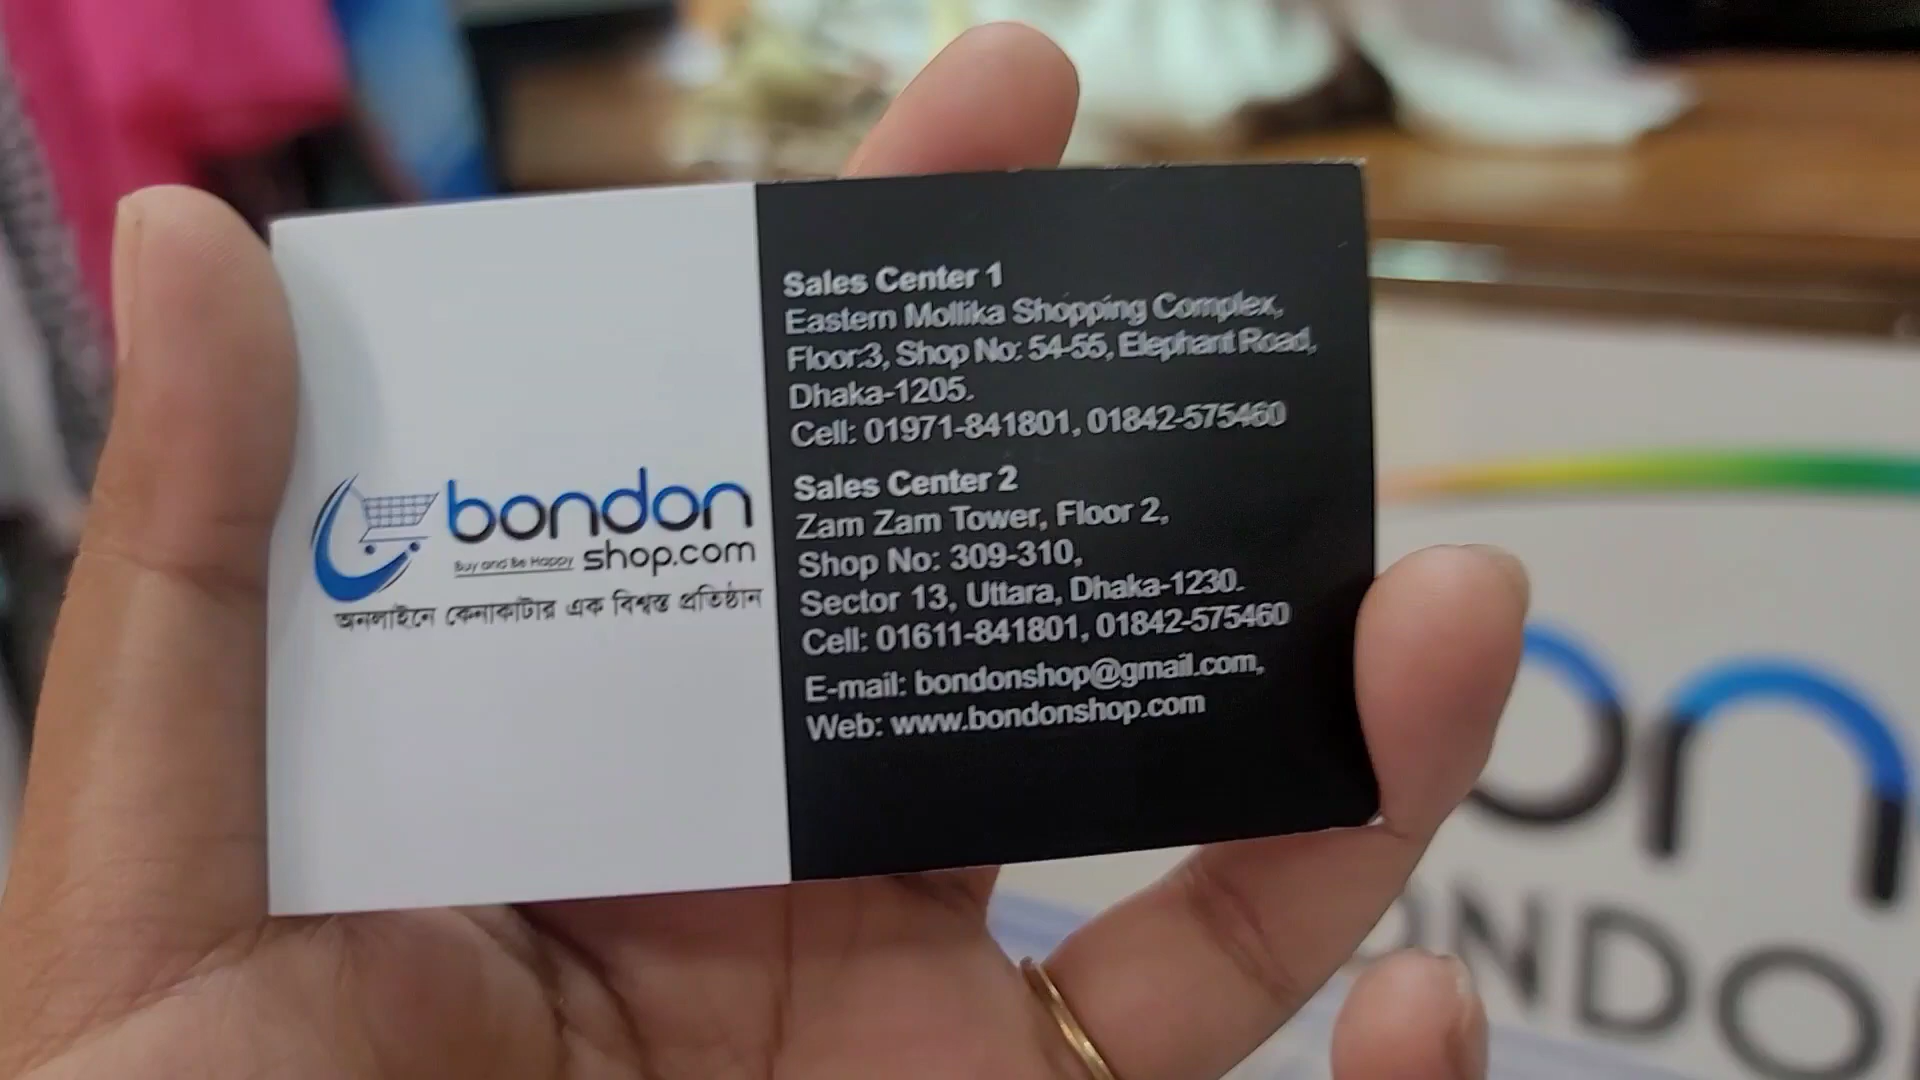 bondon
Buy and Be Happy shop.com
অনলাইনে কেনাকাটার এক বিশ্বস্ত প্রতিষ্ঠান
Sales Center 1
Eastern Mollika Shopping Complex,
Floor:3, Shop No: 54-55, Elephant Road,
Dhaka-1205.
Cell: 01971-841801, 01842-575460
Sales Center 2
Zam Zam Tower, Floor 2,
Shop No: 309-310,
Sector 13, Uttara, Dhaka-1230.
Cell: 01611-841801, 01842-575460
E-mail: bondonshop@gmail.com,
Web: www.bondonshop.com
on
ONDO